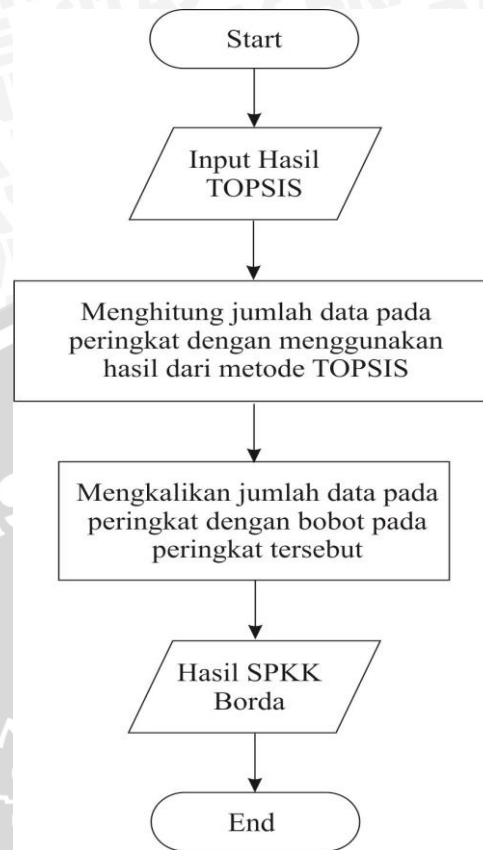 Start
Input Hasil
TOPSIS
Menghitung jumlah data pada
peringkat dengan menggunakan
hasil dari metode TOPSIS
Mengkalikan jumlah data pada
peringkat dengan bobot pada
peringkat tersebut
Hasil SPKK
Borda
End